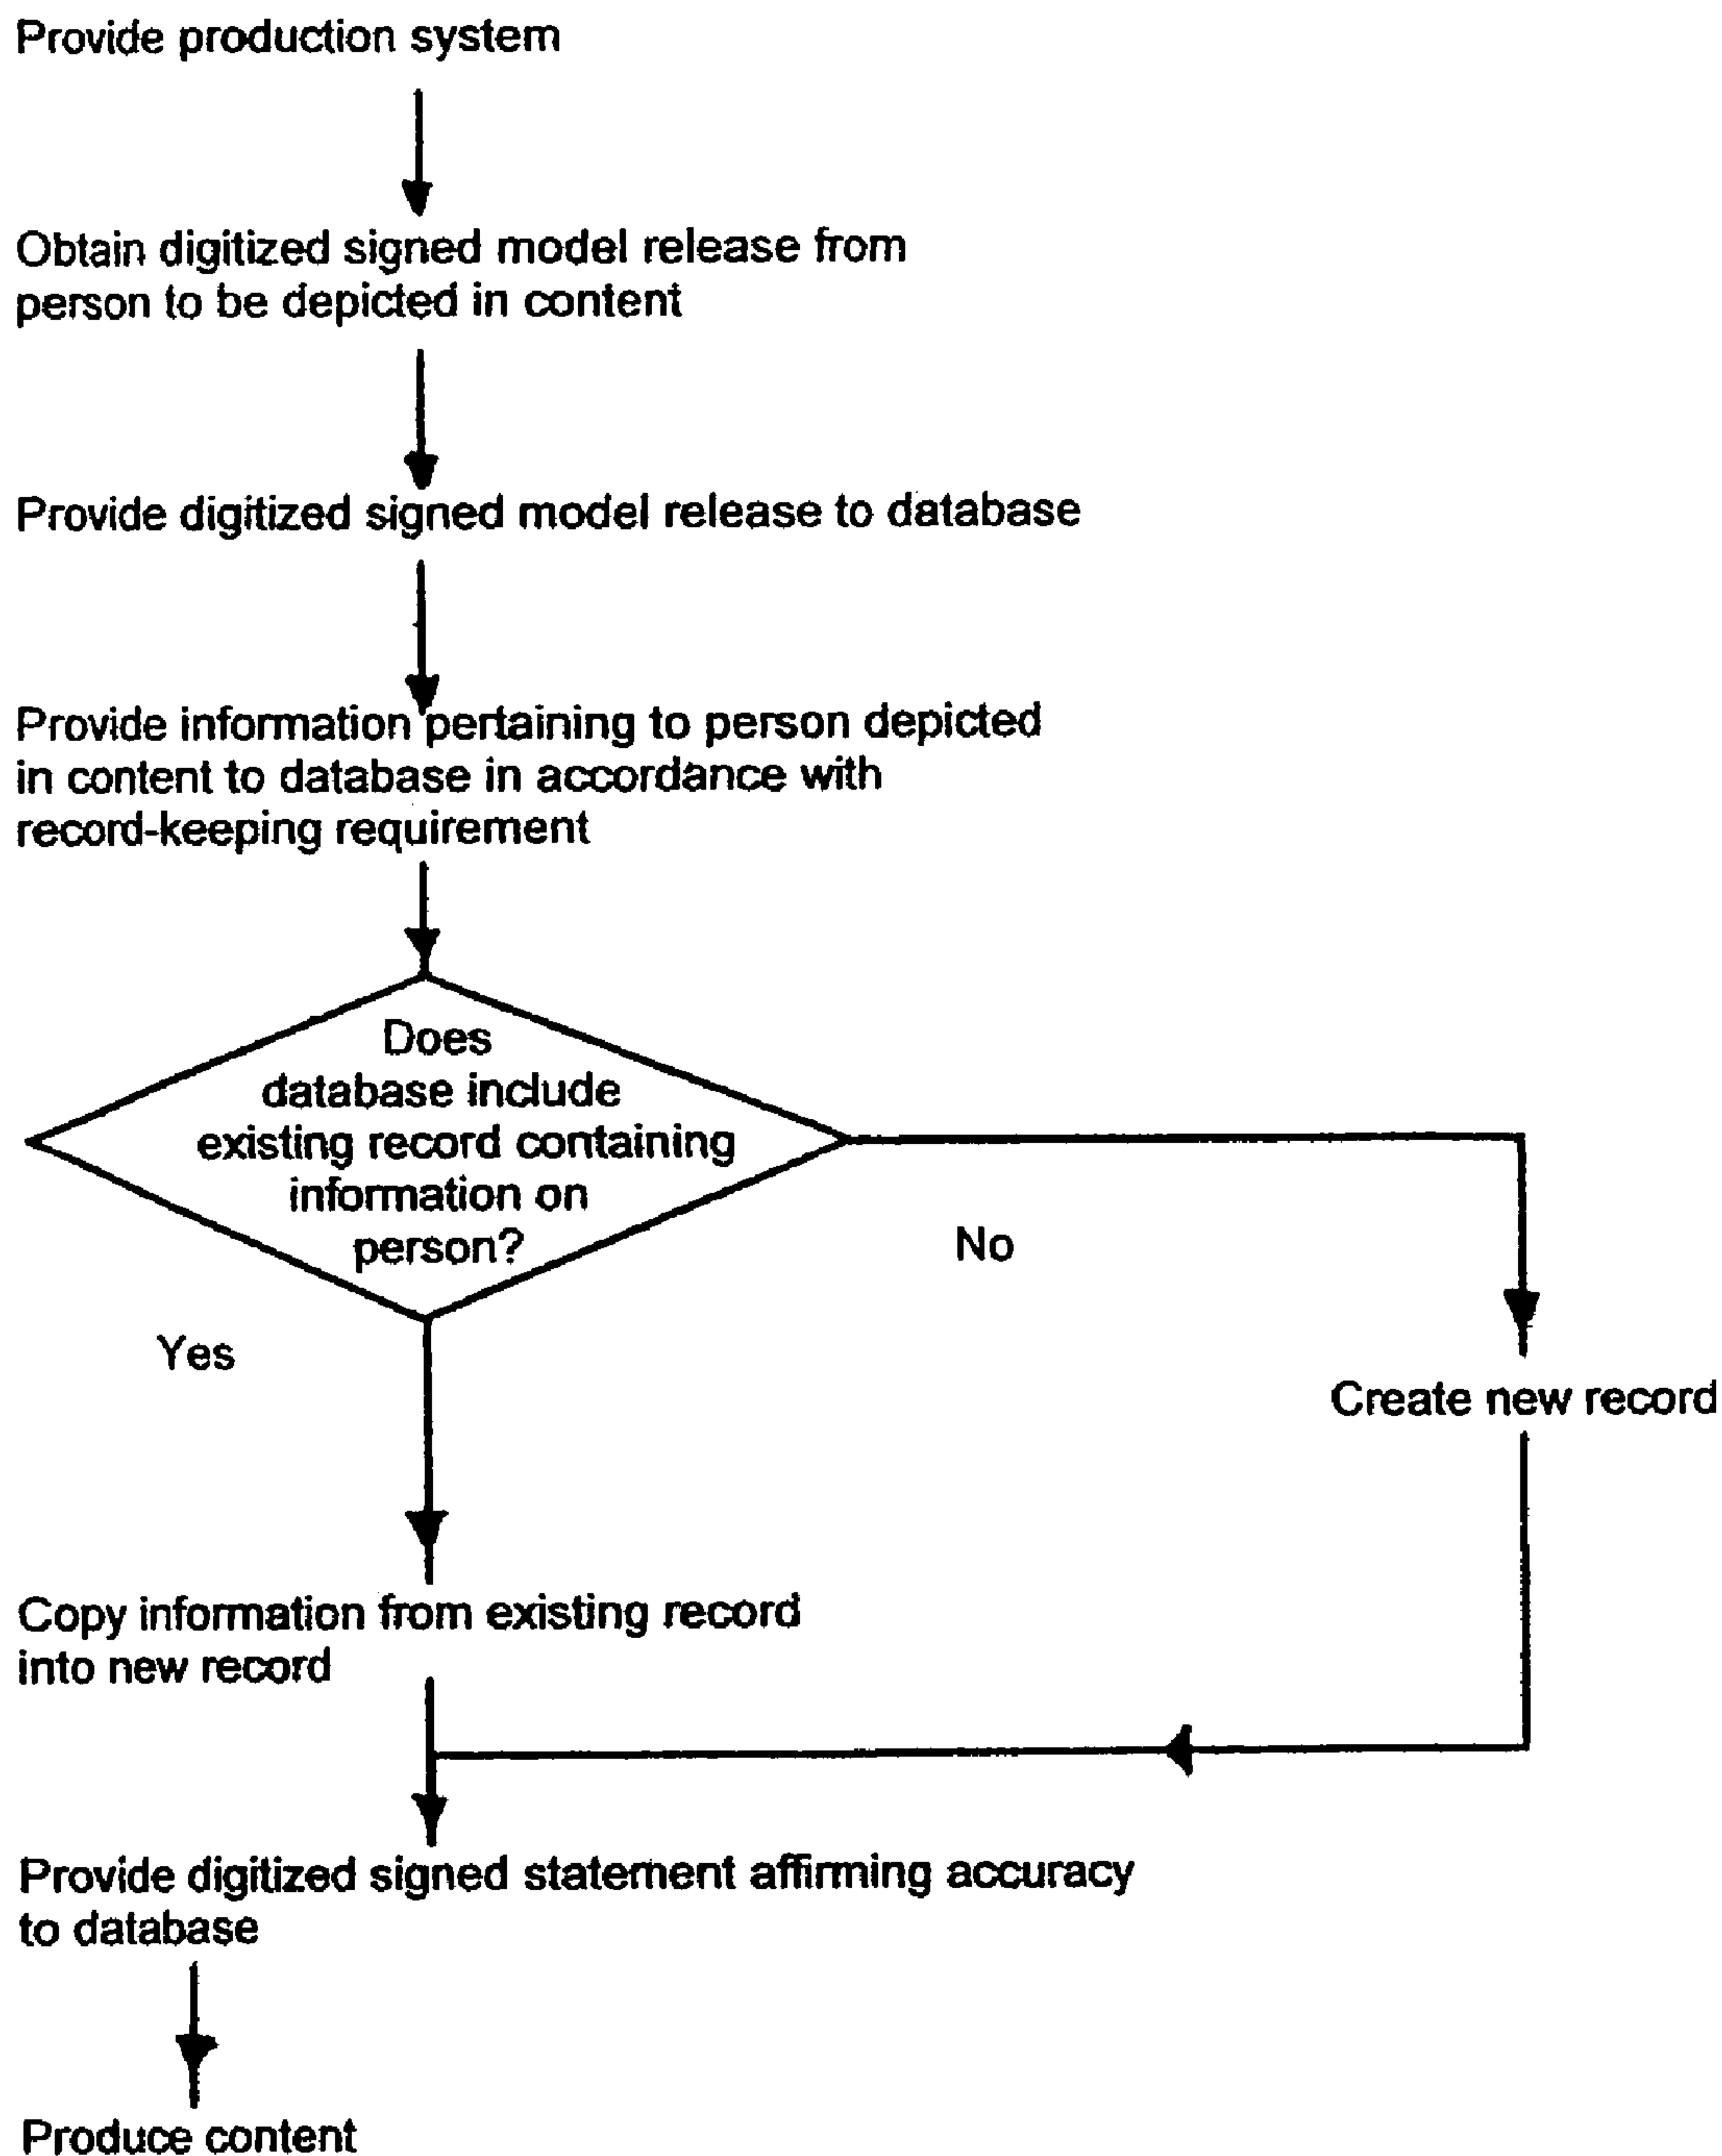 Provide production system
Obtain digitized signed model release from
person to be depicted in content
Provide digitized signed model release to database
Provide information pertaining to person depicted
in content to database in accordance with
record-keeping requirement
Does
database include
existing record containing
information on
person?
No
Yes
Create new record
Copy information from existing record
into new record
Provide digitized signed statement affirming accuracy
to database
Produce content